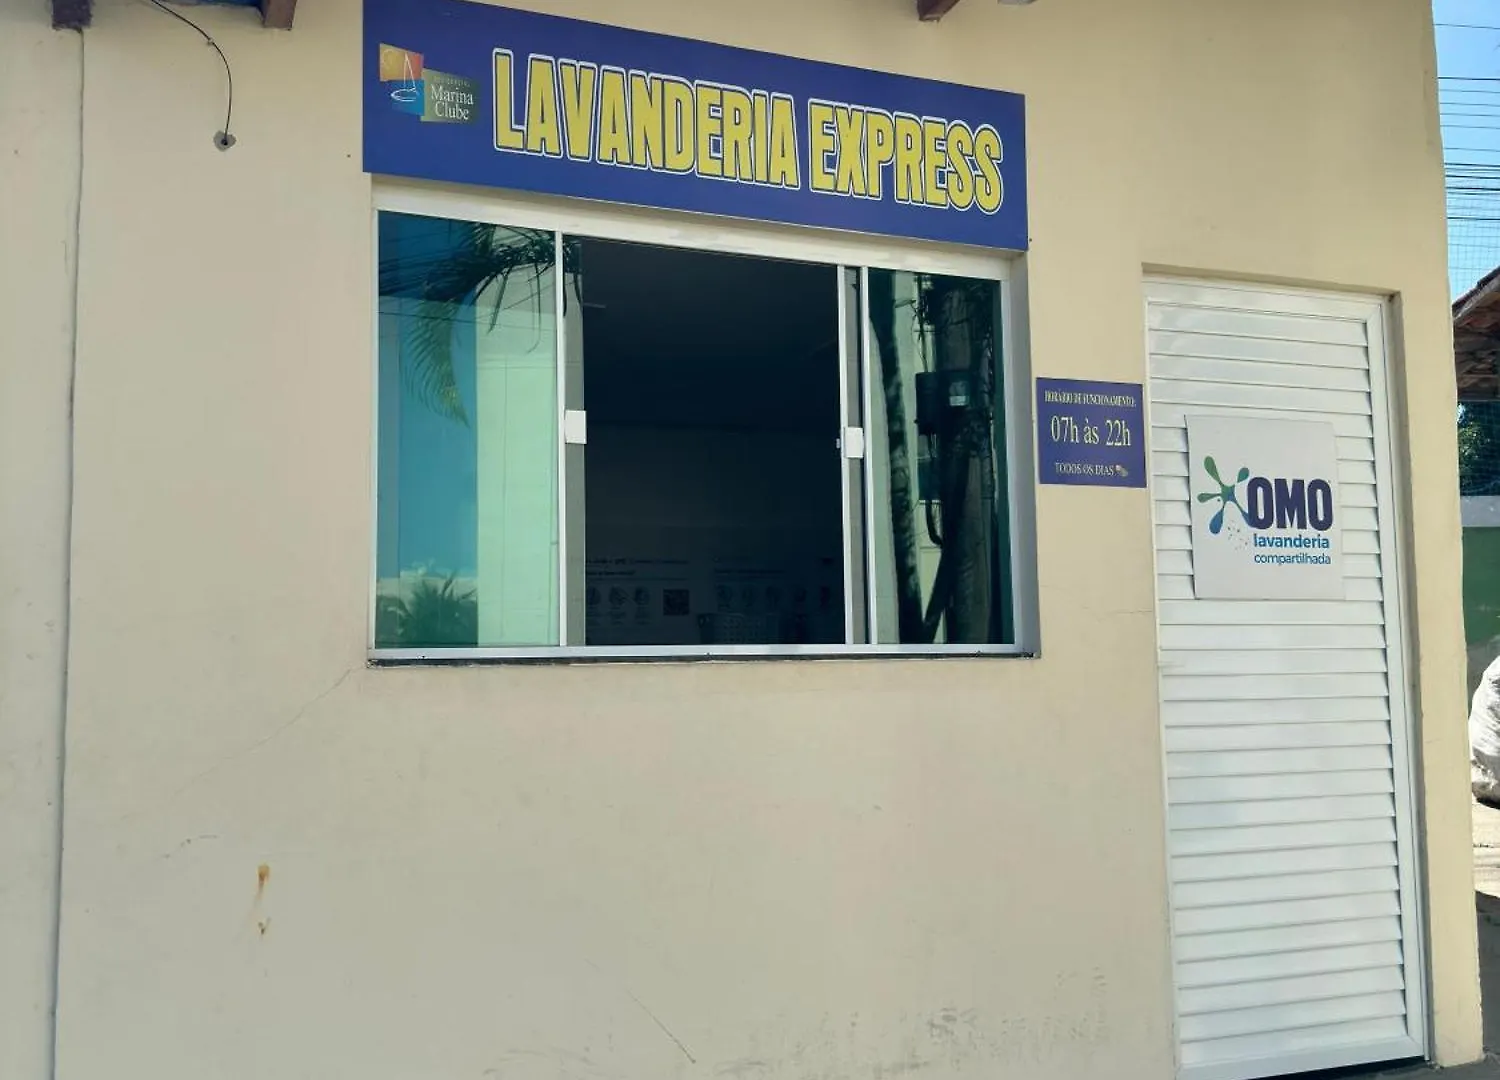 Marina
Clube
LAVANDERIA EXPRESS
HORÁRIO DE FUNCIONAMENTO:
07h às 22h
TODOS OS DIAS
OMO
lavanderia
compartilhada